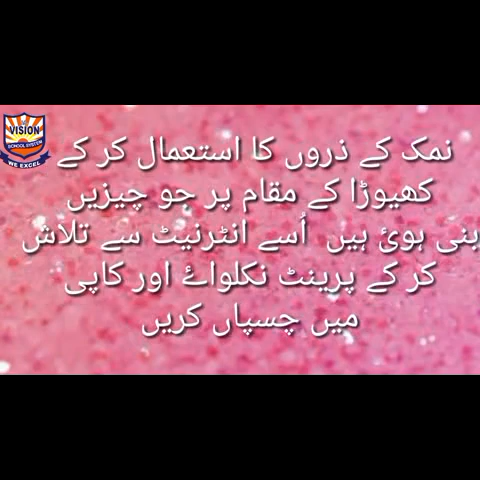 VISION
SCHOOL SYSTEM
WE EXCEL
نمک کے ذروں کا استعمال کر کے
کھیوڑا کے مقام پر جو چیزیں
بنی ہوئ ہیں اُسے انٹرنیٹ سے تلاش
کر کے پرینٹ نکلوائے اور کاپی
میں چسپاں کریں